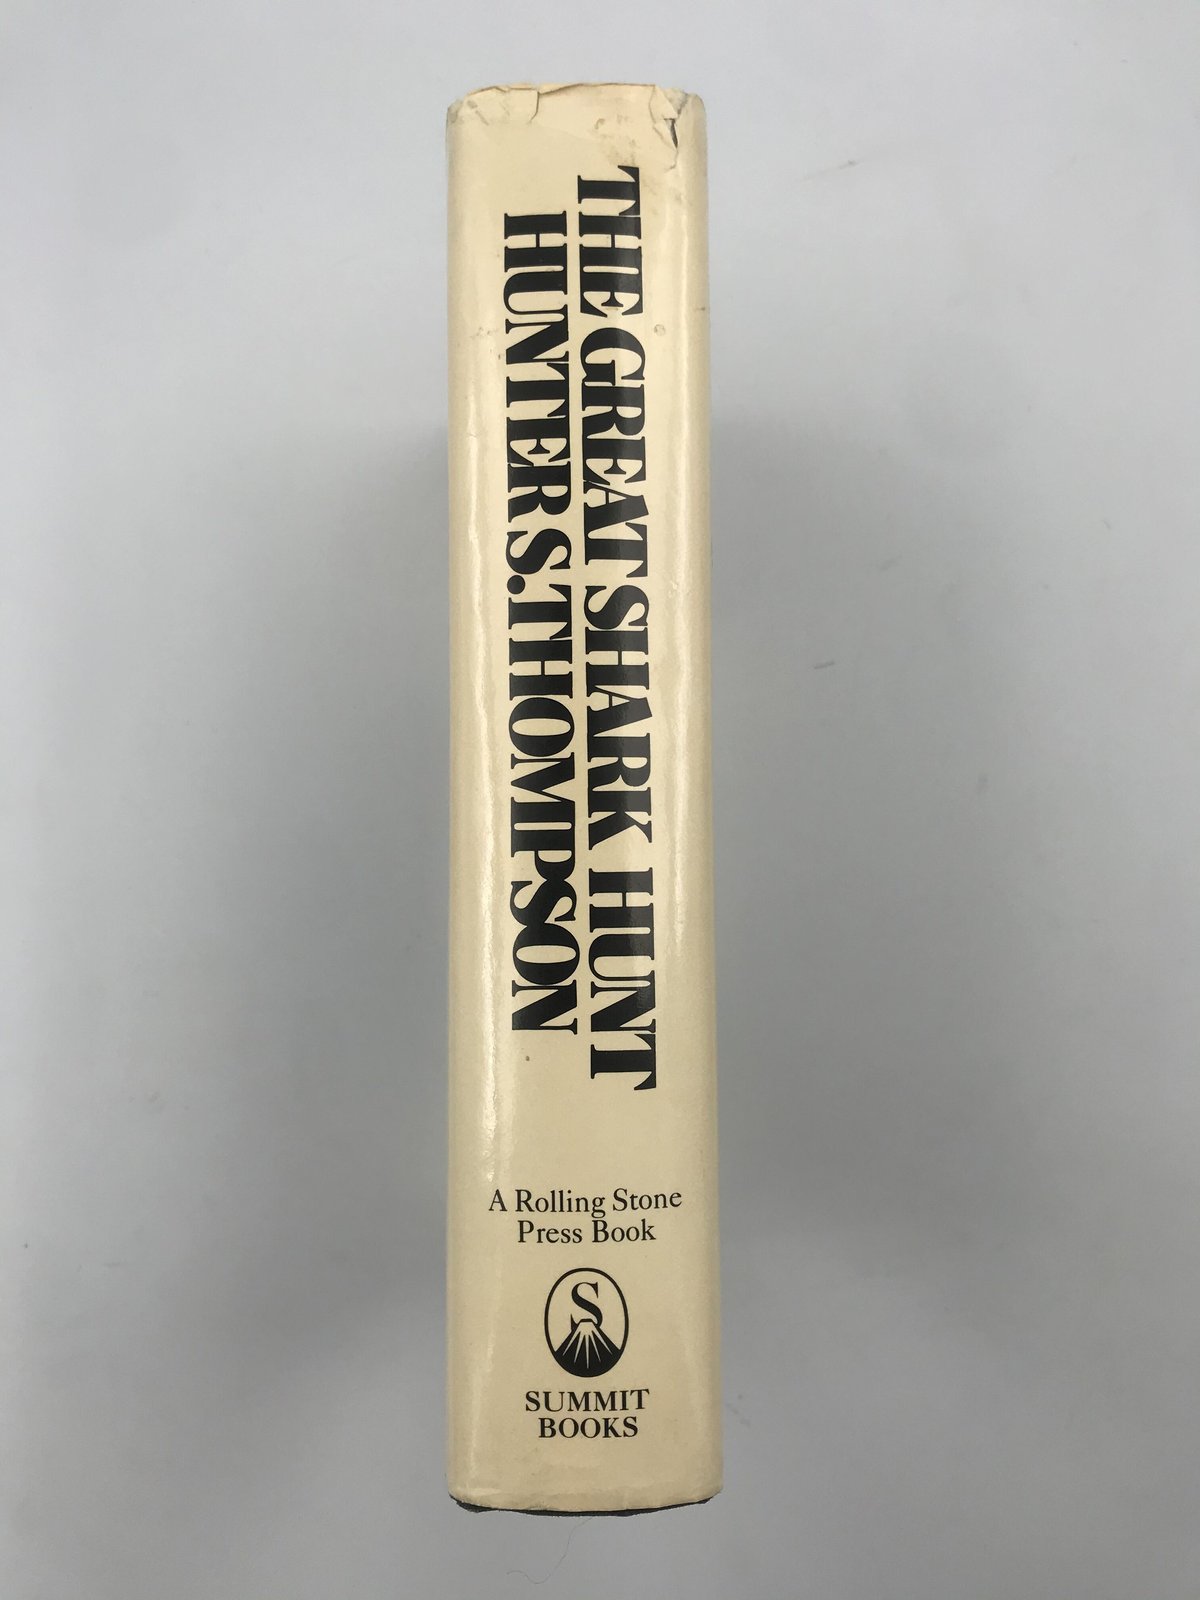 THE GREAT SHARK HUNT
HUNTER S. THOMPSON
A Rolling Stone
Press Book
S
SUMMIT
BOOKS